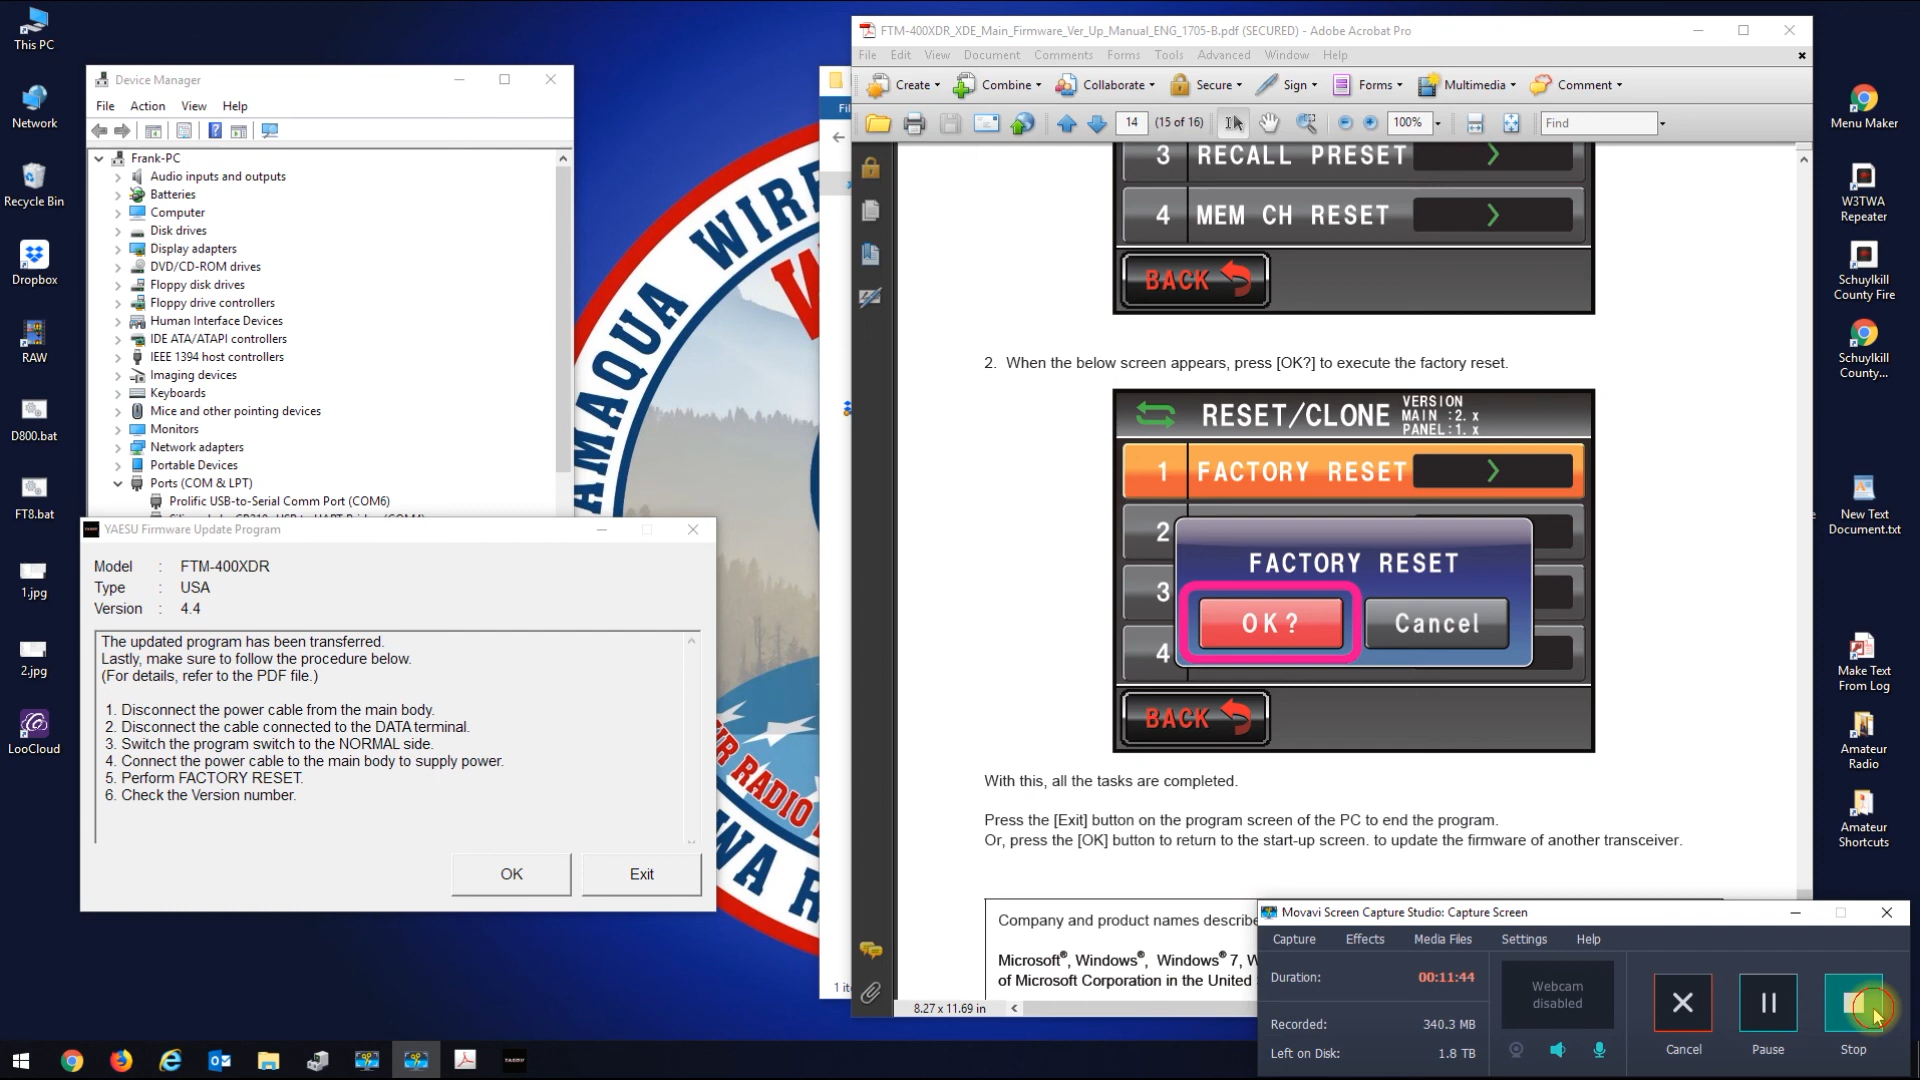 This PC
Network
Recycle Bin
Dropbox
RAW
D800.bat
FT8.bat
1.jpg
2.jpg
LooCloud
Device Manager
File Action View Help
Frank-PC
Audio inputs and outputs
Batteries
Computer
Disk drives
Display adapters
DVD/CD-ROM drives
Floppy disk drives
Floppy drive controllers
Human Interface Devices
IDE ATA/ATAPI controllers
IEEE 1394 host controllers
Imaging devices
Keyboards
Mice and other pointing devices
Monitors
Network adapters
Portable Devices
Ports (COM & LPT)
Prolific USB-to-Serial Comm Port (COM6)
YAESU Firmware Update Program
Model : FTM-400XDR
Type : USA
Version : 4.4
The updated program has been transferred.
Lastly, make sure to follow the procedure below.
(For details, refer to the PDF file.)
1. Disconnect the power cable from the main body.
2. Disconnect the cable connected to the DATA terminal.
3. Switch the program switch to the NORMAL side.
4. Connect the power cable to the main body to supply power.
5. Perform FACTORY RESET.
6. Check the Version number.
OK Exit
AMAQUA WIRE
UR RADIO
WA R
Fil
1 it
FTM-400XDR_XDE_Main_Firmware_Ver_Up_Manual_ENG_1705-B.pdf (SECURED) - Adobe Acrobat Pro
File Edit View Document Comments Forms Tools Advanced Window Help
Create Combine Collaborate Secure Sign Forms Multimedia Comment
14 (15 of 16) 100% Find
3 RECALL PRESET
4 MEM CH RESET
BACK
2. When the below screen appears, press [OK?] to execute the factory reset.
RESET/CLONE
VERSION
MAIN :2. x
PANEL:1. x
1 FACTORY RESET
2
3
4
FACTORY RESET
OK? Cancel
BACK
With this, all the tasks are completed.
Press the [Exit] button on the program screen of the PC to end the program.
Or, press the [OK] button to return to the start-up screen. to update the firmware of another transceiver.
Company and product names describe
Microsoft®, Windows®, Windows® 7, W
of Microsoft Corporation in the United
8.27 x 11.69 in
Movavi Screen Capture Studio: Capture Screen
Capture Effects Media Files Settings Help
Duration: 00:11:44
Recorded: 340.3 MB
Left on Disk: 1.8 TB
Webcam
disabled
Cancel Pause Stop
Menu Maker
W3TWA
Repeater
Schuylkill
County Fire
Schuylkill
County...
New Text
Document.txt
Make Text
From Log
Amateur
Radio
Amateur
Shortcuts